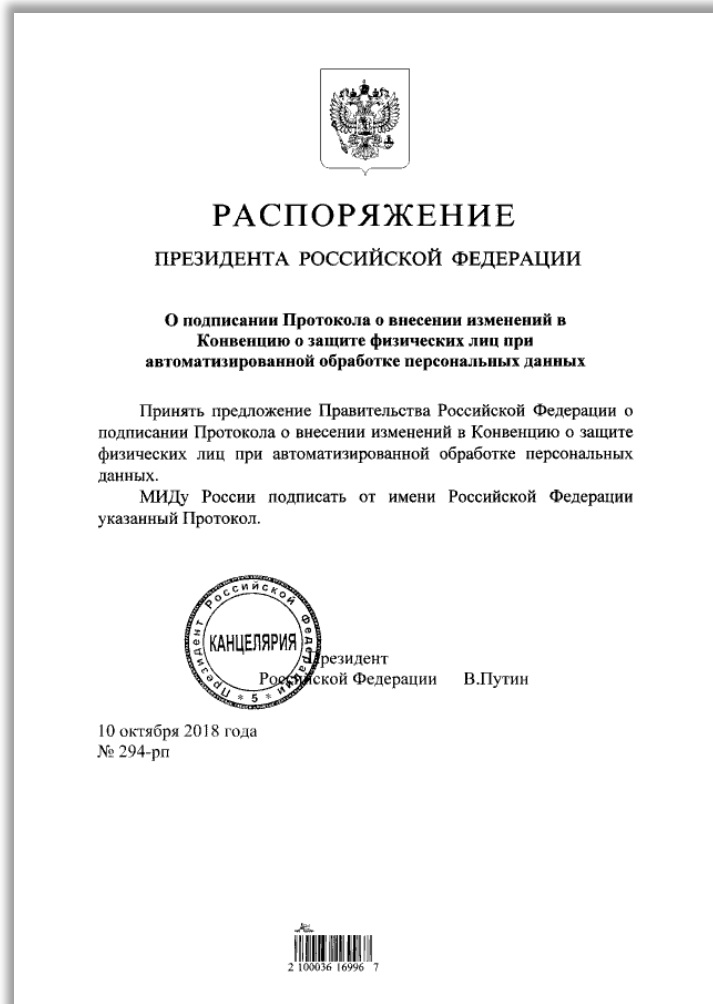 РАСПОРЯЖЕНИЕ
ПРЕЗИДЕНТА РОССИЙСКОЙ ФЕДЕРАЦИИ
О подписании Протокола о внесении изменений в
Конвенцию о защите физических лиц при
автоматизированной обработке персональных данных
Принять предложение Правительства Российской Федерации о
подписании Протокола о внесении изменений в Конвенцию о защите
физических лиц при автоматизированной обработке персональных
данных.
МИДу России подписать от имени Российской Федерации
указанный Протокол.
Президент Российской Федерации
КАНЦЕЛЯРИЯ
* 5 *
Президент
Российской Федерации В.Путин
10 октября 2018 года
№ 294-рп
2 100036 16996 7